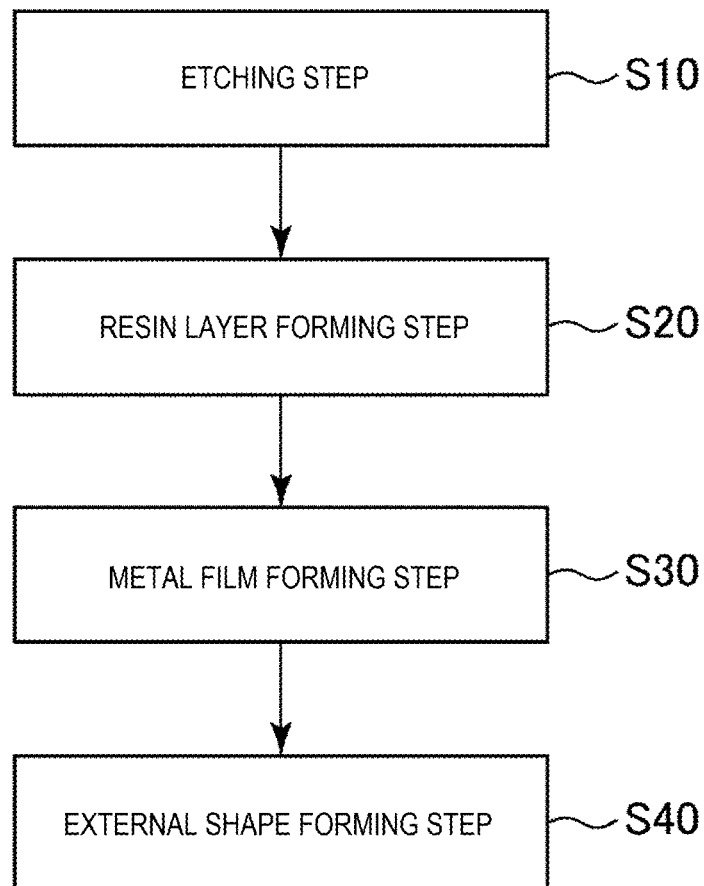 ETCHING STEP S10
RESIN LAYER FORMING STEP S20
METAL FILM FORMING STEP S30
EXTERNAL SHAPE FORMING STEP S40